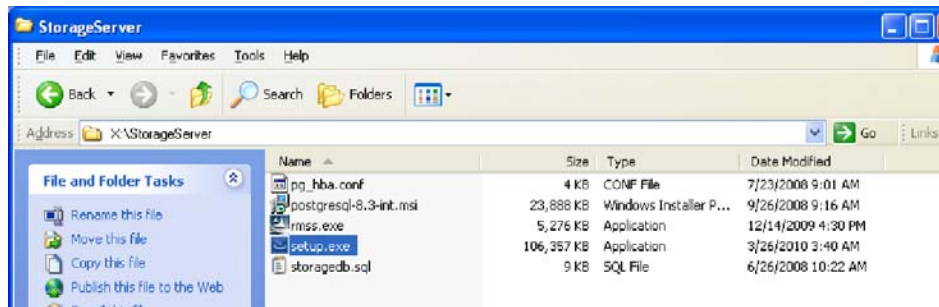 StorageServer
File Edit View Favorites Tools Help
Back Search Folders
Address X:\StorageServer Go Links
Name Size Type Date Modified
File and Folder Tasks
pg_hba.conf 4 KB CONF File 7/23/2008 9:01 AM
postgresql-8.3-int.msi 23,888 KB Windows Installer P... 9/26/2008 9:16 AM
Rename this file
rmss.exe 5,276 KB Application 12/14/2009 4:30 PM
Move this file
setup.exe 106,357 KB Application 3/26/2010 3:40 AM
Copy this file
storagedb.sql 9 KB SQL File 6/26/2008 10:22 AM
Publish this file to the Web